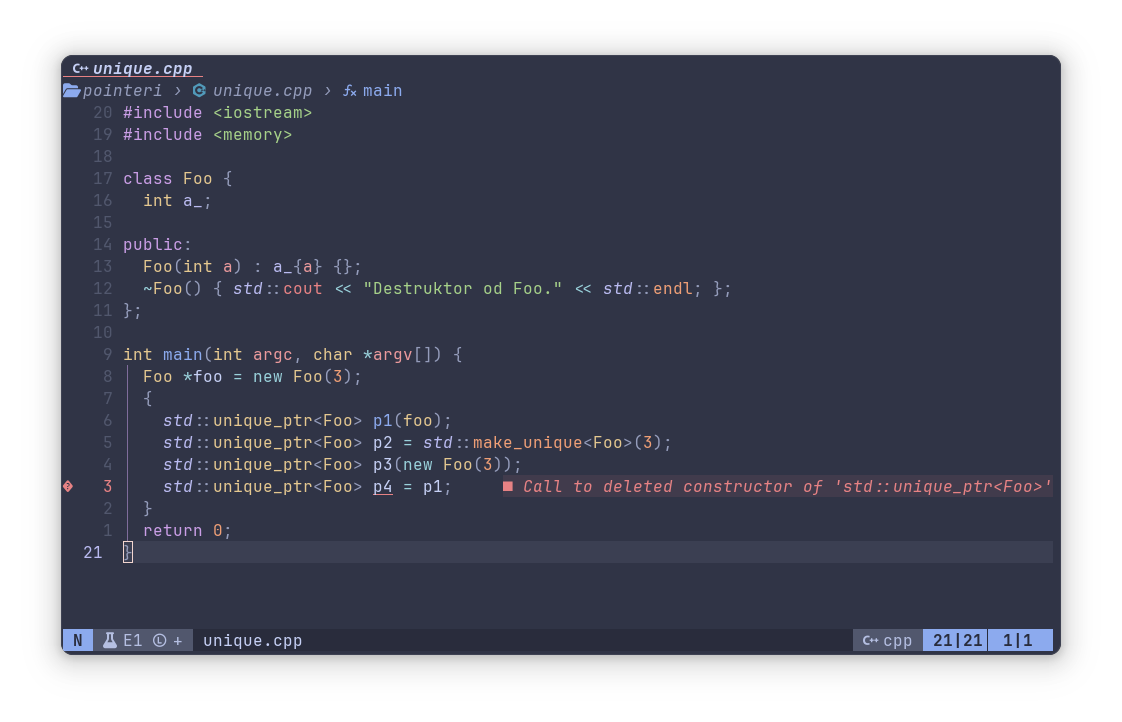 C++ unique.cpp
pointeri › unique.cpp › fx main
20 #include <iostream>
19 #include <memory>
18
17 class Foo {
16   int a_;
15
14 public:
13   Foo(int a) : a_{a} {};
12   ~Foo() { std::cout << "Destruktor od Foo." << std::endl; };
11 };
10
9 int main(int argc, char *argv[]) {
8   Foo *foo = new Foo(3);
7   {
6     std::unique_ptr<Foo> p1(foo);
5     std::unique_ptr<Foo> p2 = std::make_unique<Foo>(3);
4     std::unique_ptr<Foo> p3(new Foo(3));
3     std::unique_ptr<Foo> p4 = p1;     ■ Call to deleted constructor of 'std::unique_ptr<Foo>'
2   }
1   return 0;
21 }
N E1 Ⓛ + unique.cpp C++ cpp 21|21 1|1